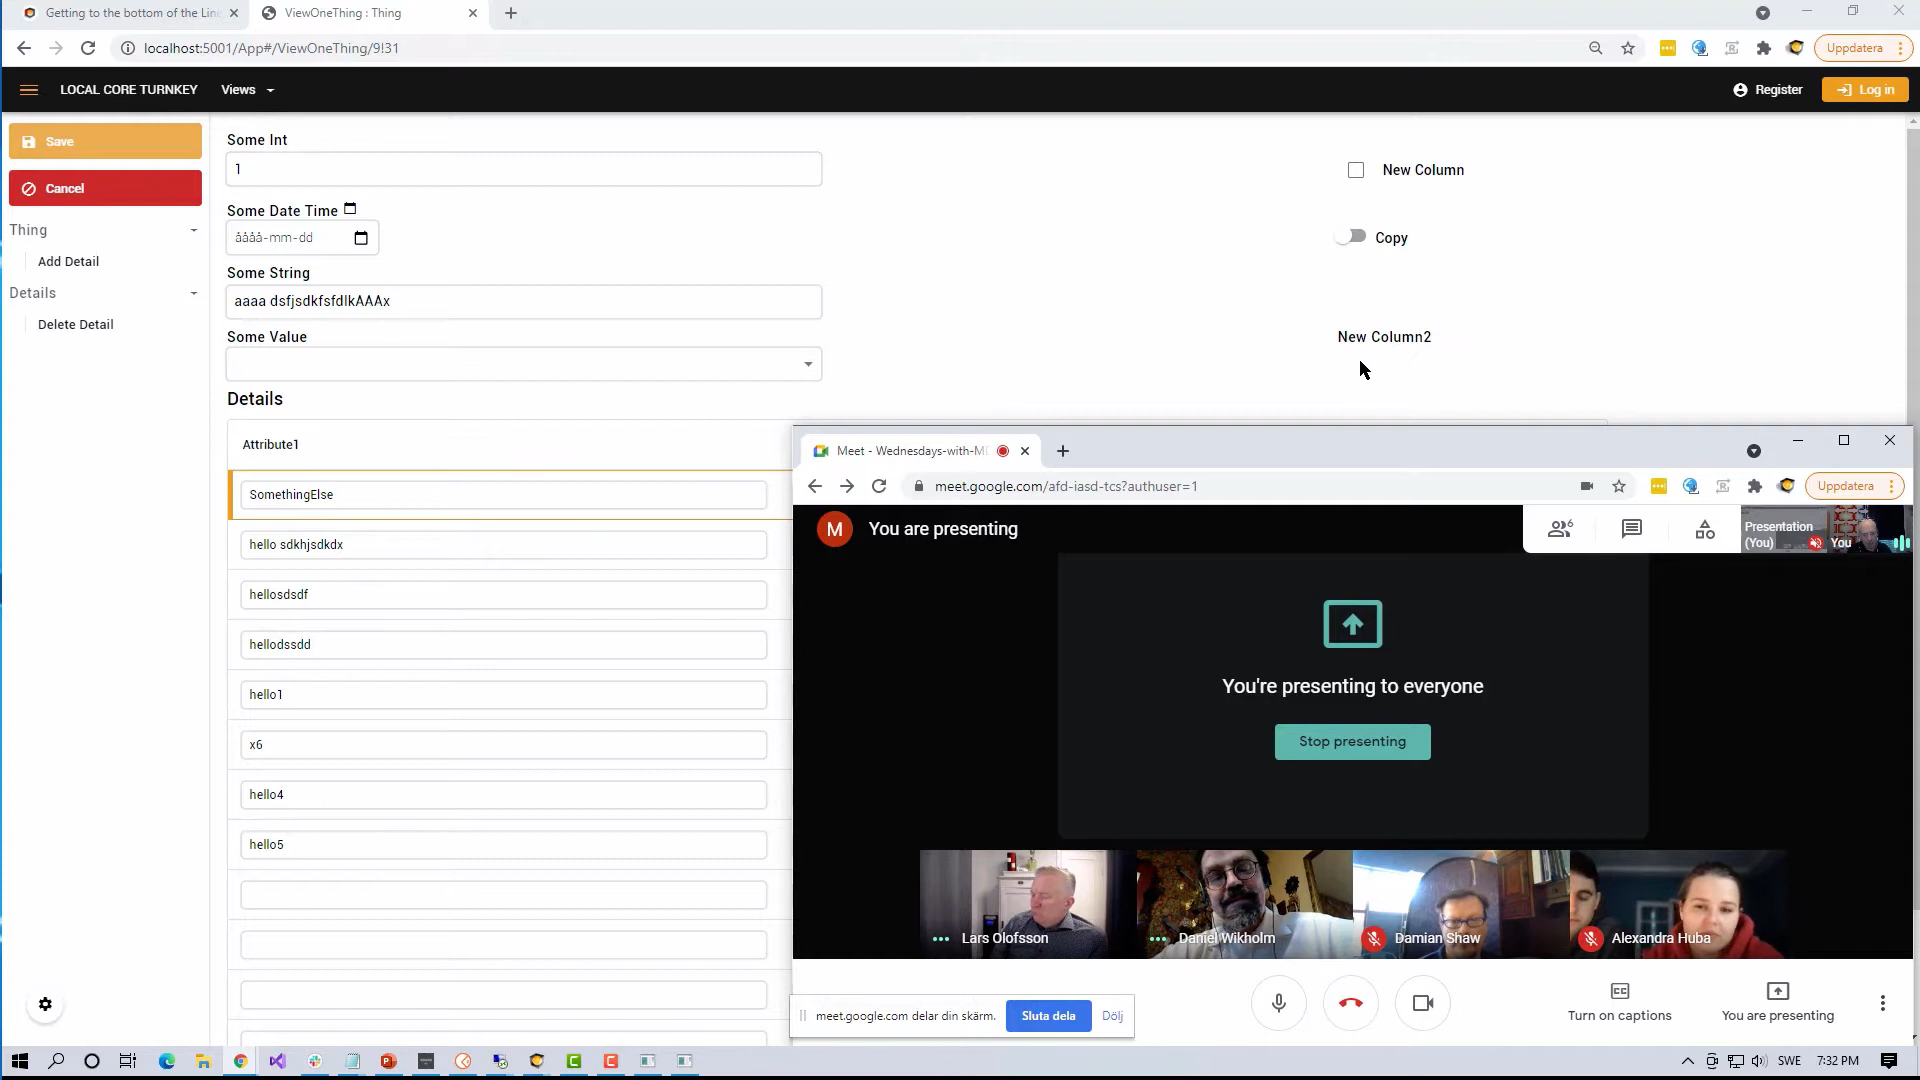 Getting to the bottom of the Line
ViewOneThing : Thing
localhost:5001/App#/ViewOneThing/9!31
Uppdatera
LOCAL CORE TURNKEY
Views
Register
Log in
Save
Cancel
Thing
Add Detail
Details
Delete Detail
Some Int
1
New Column
Some Date Time
åååå-mm-dd
Copy
Some String
aaaa dsfjsdkfsfdlkAAAx
Some Value
New Column2
Details
Attribute1
SomethingElse
hello sdkhjsdkdx
hellosdsdf
hellodssdd
hello1
x6
hello4
hello5
Meet - Wednesdays-with-MD
meet.google.com/afd-iasd-tcs?authuser=1
Uppdatera
M
You are presenting
6
Presentation
(You)
You
You're presenting to everyone
Stop presenting
Lars Olofsson
Daniel Wikholm
Damian Shaw
Alexandra Huba
meet.google.com delar din skärm.
Sluta dela
Dölj
Turn on captions
You are presenting
SWE
7:32 PM